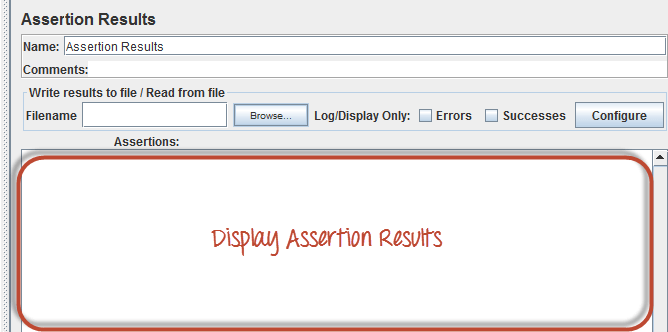 Assertion Results
Name: Assertion Results
Comments:
Write results to file / Read from file
Filename Browse... Log/Display Only: Errors Successes Configure
Assertions:
Display Assertion Results